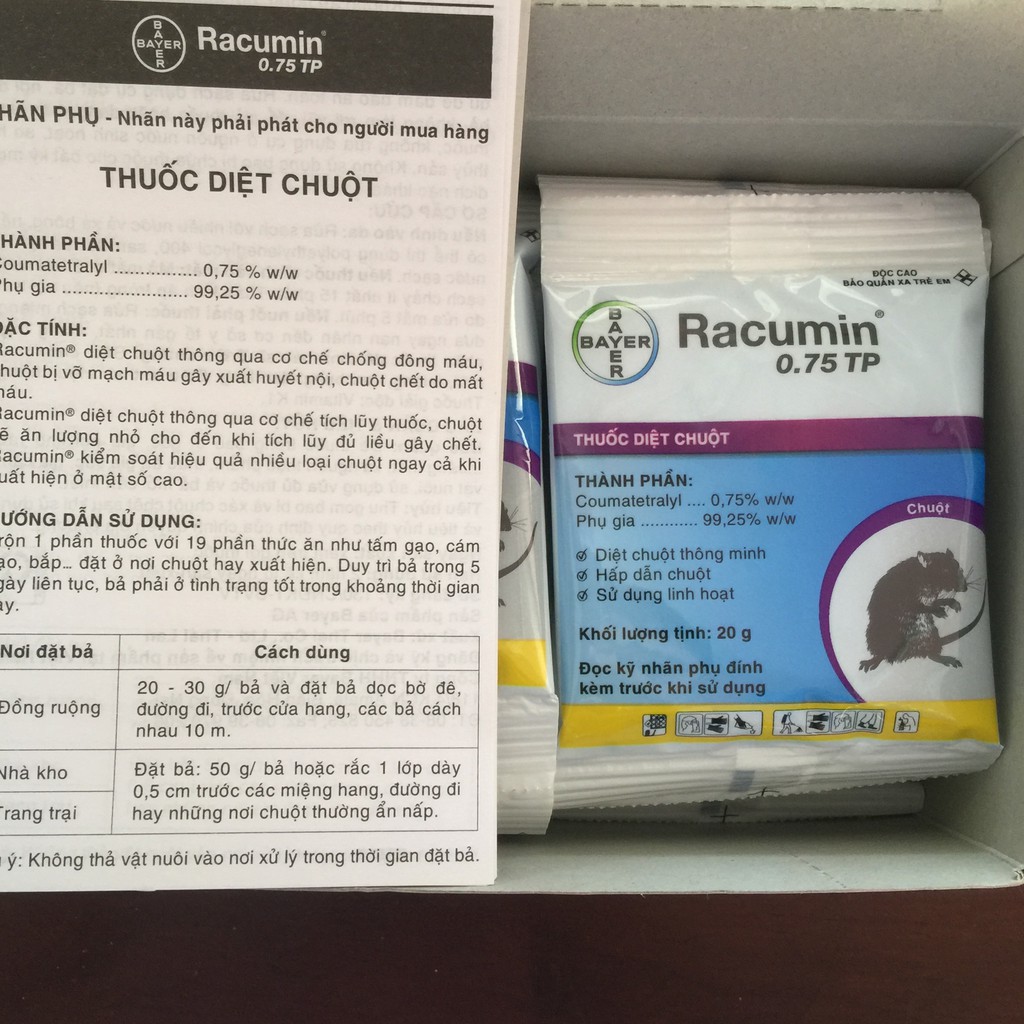 BAYER
BAYER
Racumin®
0.75 TP
HÃN PHỤ - Nhãn này phải phát cho người mua hàng
THUỐC DIỆT CHUỘT
HÀNH PHẦN:
Coumatetralyl ............... 0,75 % w/w
Phụ gia ....................... 99,25 % w/w
ĐẶC TÍNH:
Racumin® diệt chuột thông qua cơ chế chống đông máu,
chuột bị vỡ mạch máu gây xuất huyết nội, chuột chết do mất
máu.
Racumin® diệt chuột thông qua cơ chế tích lũy thuốc, chuột
sẽ ăn lượng nhỏ cho đến khi tích lũy đủ liều gây chết.
Racumin® kiểm soát hiệu quả nhiều loại chuột ngay cả khi
xuất hiện ở mật số cao.
ƯỚNG DẪN SỬ DỤNG:
rộn 1 phần thuốc với 19 phần thức ăn như tấm gạo, cám
ạo, bắp... đặt ở nơi chuột hay xuất hiện. Duy trì bả trong 5
gày liên tục, bả phải ở tình trạng tốt trong khoảng thời gian
ày.
Nơi đặt bả Cách dùng
Đồng ruộng 20 - 30 g/ bả và đặt bả dọc bờ đê,
đường đi, trước cửa hang, các bả cách
nhau 10 m.
Nhà kho Đặt bả: 50 g/ bả hoặc rắc 1 lớp dày
0,5 cm trước các miệng hang, đường đi
Trang trại hay những nơi chuột thường ẩn nấp.
ý: Không thả vật nuôi vào nơi xử lý trong thời gian đặt bả.
ĐỘC CAO
BẢO QUẢN XA TRẺ EM
BAYER
BAYER
Racumin®
0.75 TP
THUỐC DIỆT CHUỘT
THÀNH PHẦN:
Coumatetralyl .... 0,75% w/w
Phụ gia ............ 99,25% w/w
Chuột
Diệt chuột thông minh
Hấp dẫn chuột
Sử dụng linh hoạt
Khối lượng tịnh: 20 g
Đọc kỹ nhãn phụ đính
kèm trước khi sử dụng